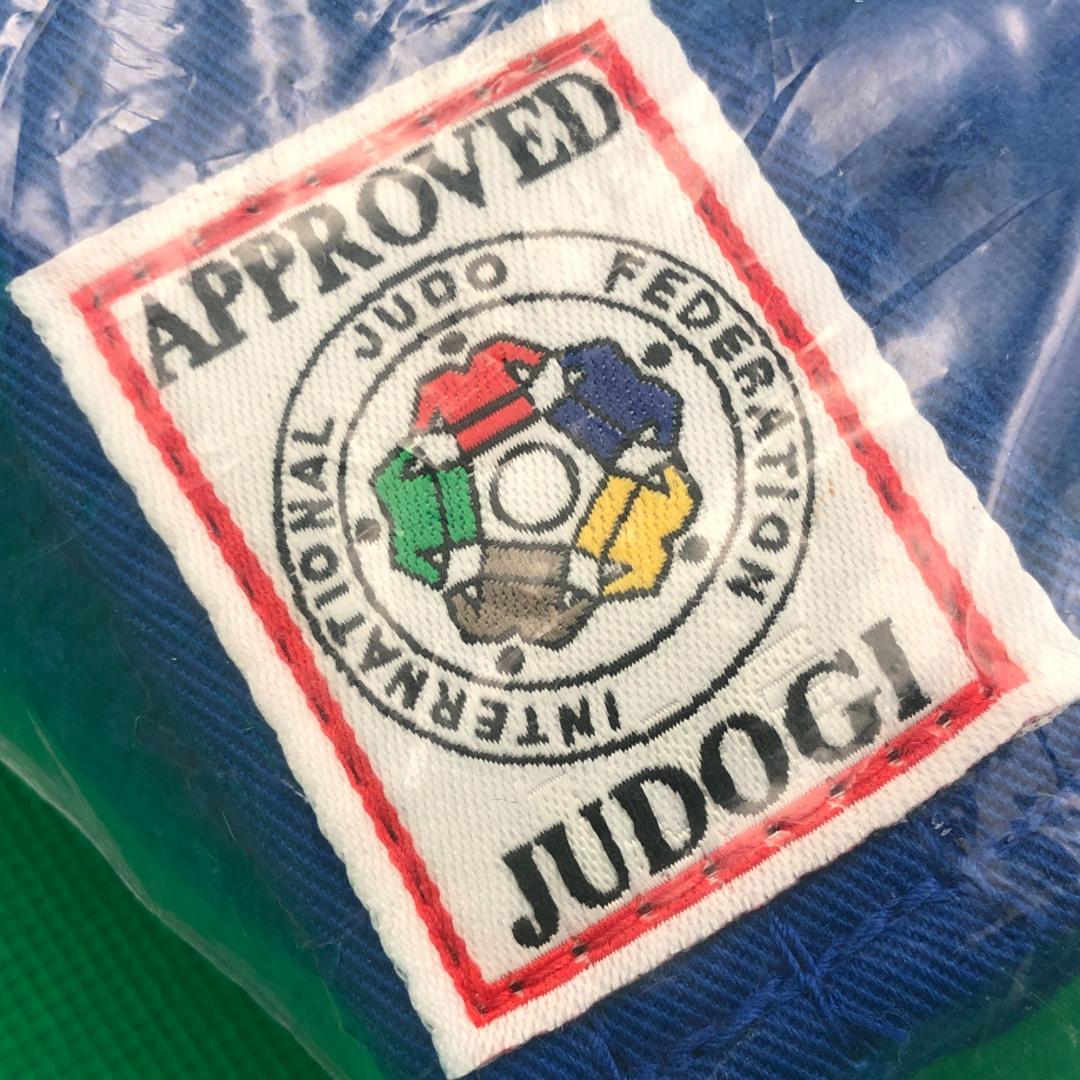 APPROVED
INTERNATIONAL JUDO FEDERATION
JUDOGI